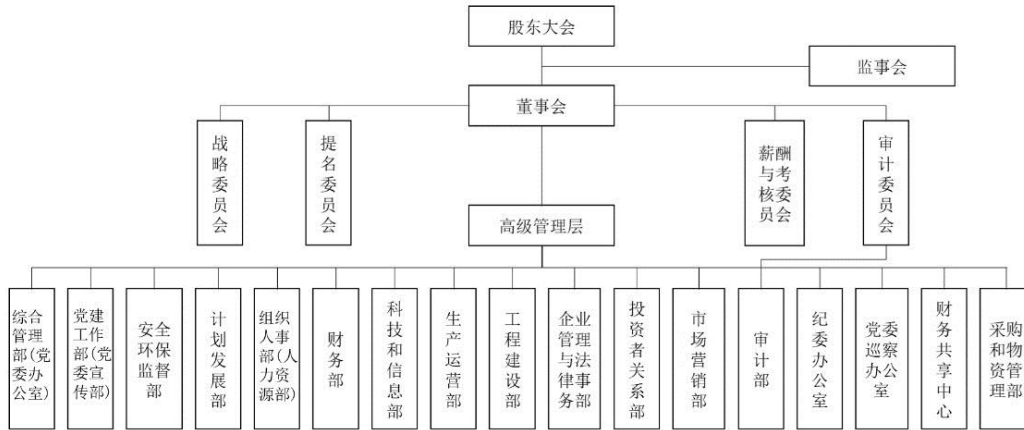 股东大会
监事会
董事会
战略委员会
提名委员会
薪酬与考核委员会
审计委员会
高级管理层
综合管理部(党委办公室)
党建工作部(党委宣传部)
安全环保监督部
计划发展部
组织人事部(人力资源部)
财务部
科技和信息部
生产运营部
工程建设部
企业管理与法律事务部
投资者关系部
市场营销部
审计部
纪委办公室
党委巡察办公室
财务共享中心
采购和物资管理部